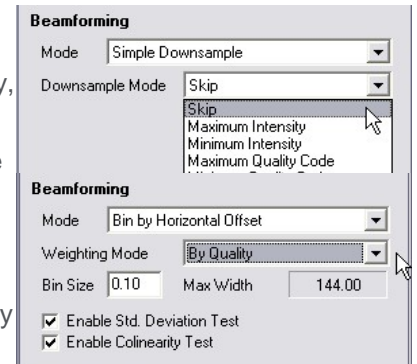 Beamforming
Mode Simple Downsample
y,
Downsample Mode Skip
Skip
Maximum Intensity
Minimum Intensity
e
Maximum Quality Code
Beamforming
Mode Bin by Horizontal Offset
Weighting Mode By Quality
Bin Size 0.10 Max Width 144.00
y
Enable Std. Deviation Test
Enable Colinearity Test